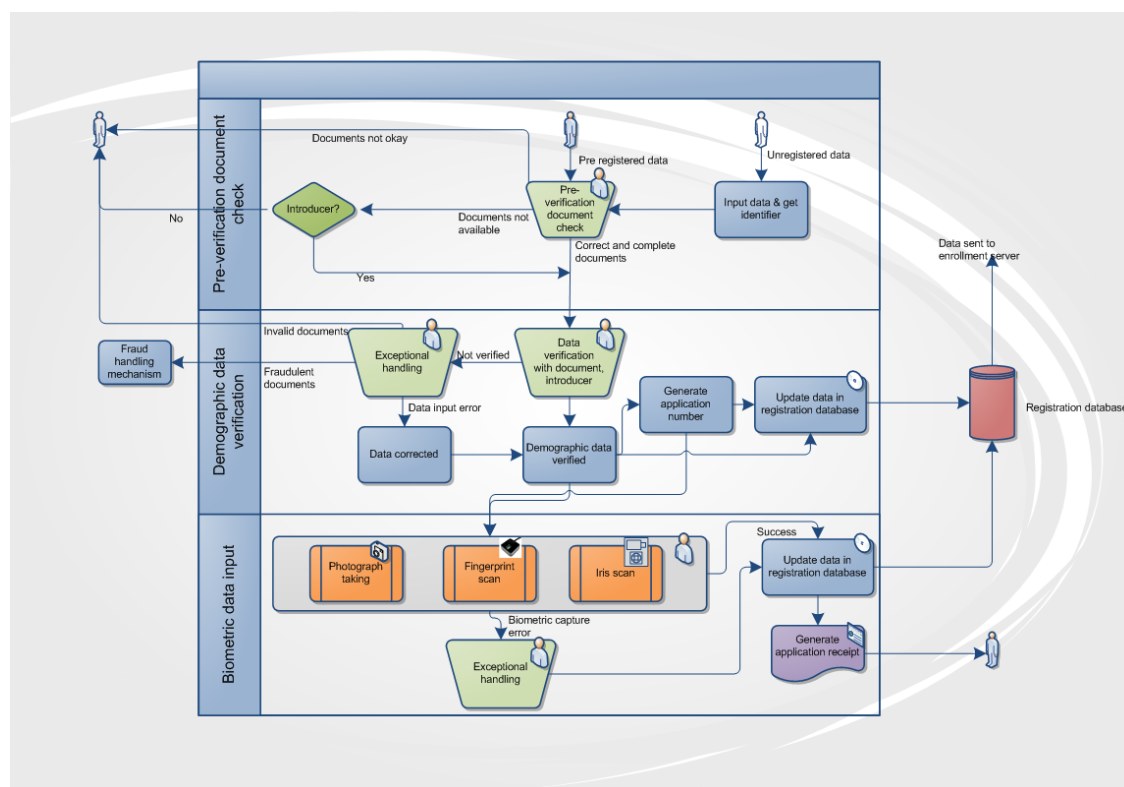 Pre-verification document
check
Documents not okay
Pre registered data
Unregistered data
Introducer?
Pre-
verification
document
check
Input data & get
identifier
No
Documents not
available
Correct and complete
documents
Yes
Data sent to
enrollment server
Demographic data
verification
Invalid documents
Fraud
handling
mechanism
Fraudulent
documents
Exceptional
handling
Not verified
Data
verification
with document,
introducer
Generate
application
number
Update data in
registration database
Registration database
Data input error
Data corrected
Demographic data
verified
Biometric data input
Photograph
taking
Fingerprint
scan
Iris scan
Success
Update data in
registration database
Biometric capture
error
Exceptional
handling
Generate
application receipt